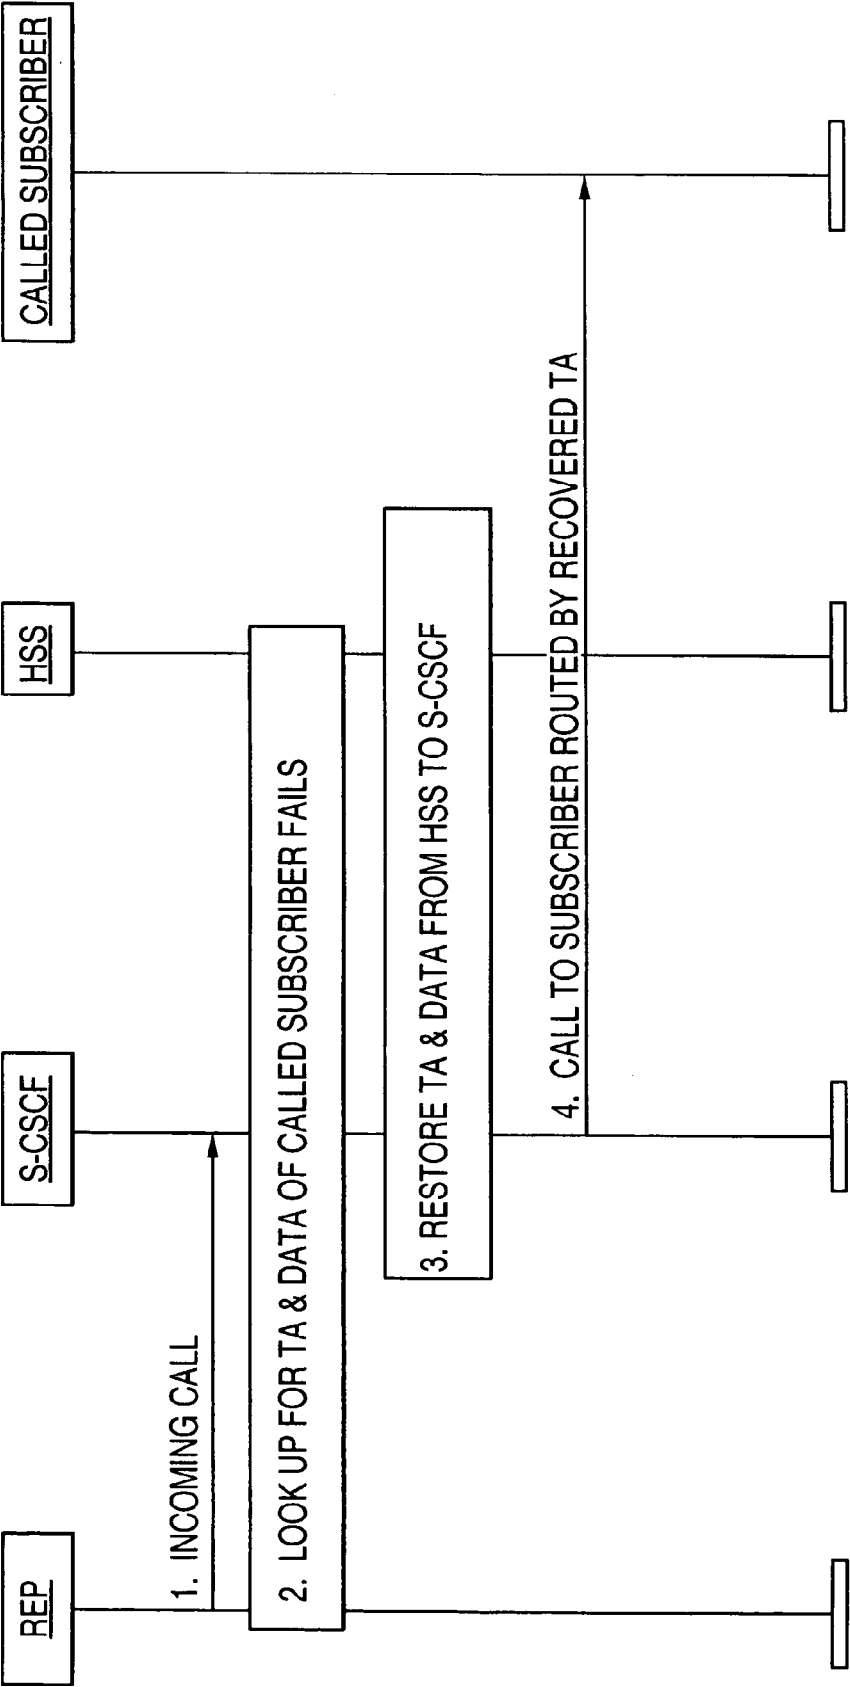 REP
S-CSCF
HSS
CALLED SUBSCRIBER
1. INCOMING CALL
2. LOOK UP FOR TA & DATA OF CALLED SUBSCRIBER FAILS
3. RESTORE TA & DATA FROM HSS TO S-CSCF
4. CALL TO SUBSCRIBER ROUTED BY RECOVERED TA